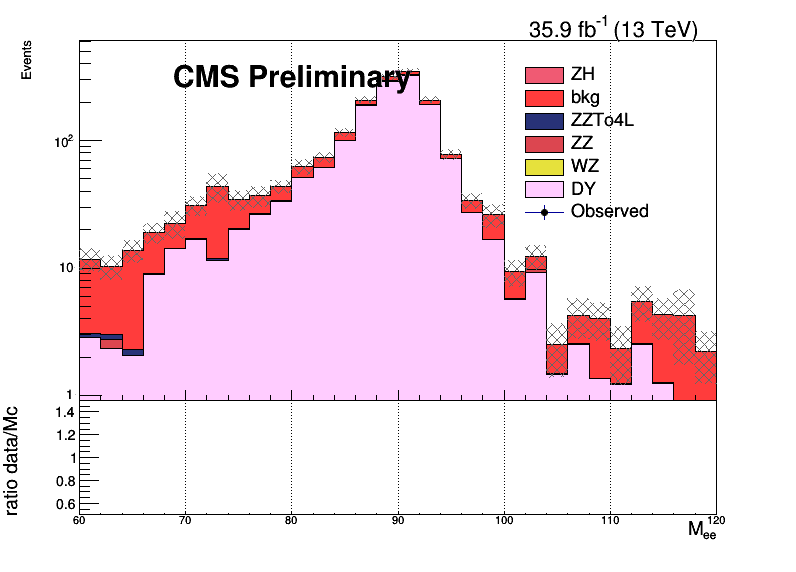 35.9 fb⁻¹ (13 TeV)
Events
CMS Preliminary
ZH
bkg
ZZTo4L
ZZ
WZ
DY
Observed
10²
10
1
ratio data/Mc
1.4
1.2
1
0.8
0.6
60 70 80 90 100 110 120
Mee